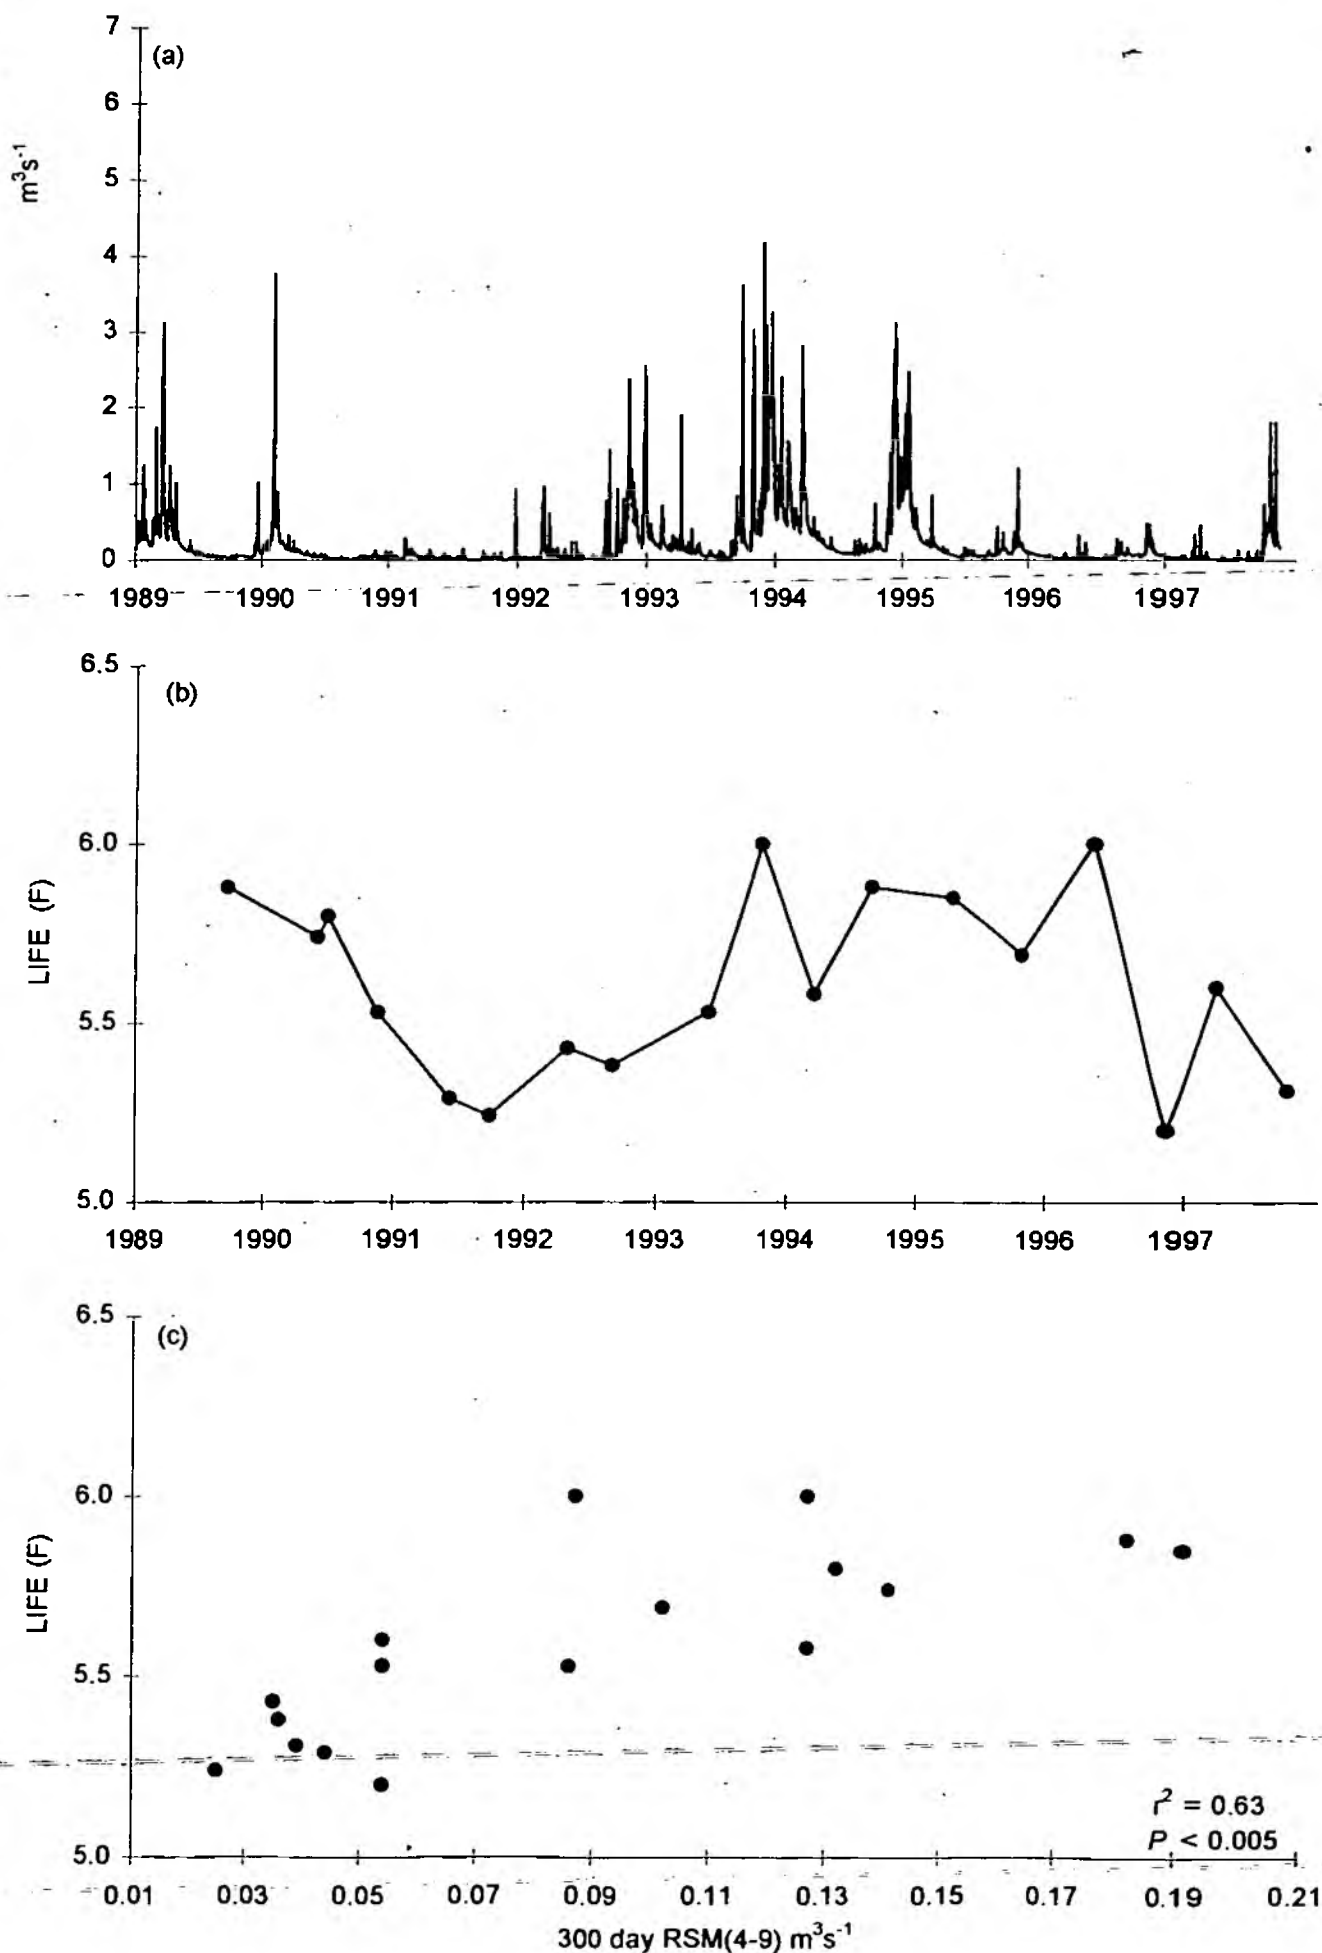 (a)
m³s⁻¹
7
6
5
4
3
2
1
0
1989 1990 1991 1992 1993 1994 1995 1996 1997
(b)
LIFE (F)
6.5
6.0
5.5
5.0
1989 1990 1991 1992 1993 1994 1995 1996 1997
(c)
LIFE (F)
6.5
6.0
5.5
5.0
r² = 0.63
P < 0.005
0.01 0.03 0.05 0.07 0.09 0.11 0.13 0.15 0.17 0.19 0.21
300 day RSM(4-9) m³s⁻¹